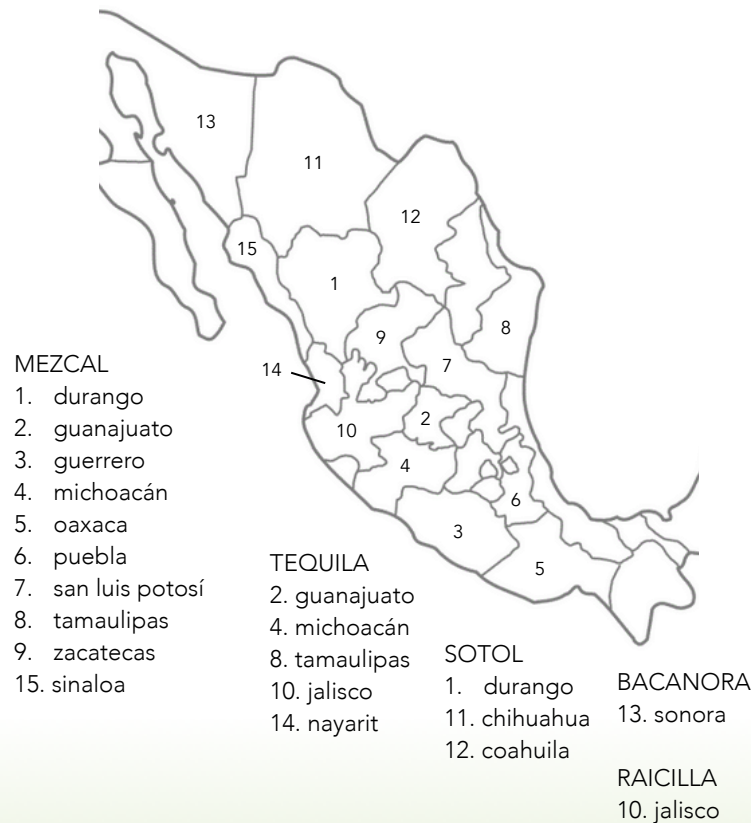 13
11
12
15
1
8
9
7
14
10
2
4
6
3
5
MEZCAL
1. durango
2. guanajuato
3. guerrero
4. michoacán
5. oaxaca
6. puebla
7. san luis potosí
8. tamaulipas
9. zacatecas
15. sinaloa
TEQUILA
2. guanajuato
4. michoacán
8. tamaulipas
10. jalisco
14. nayarit
SOTOL
1. durango
11. chihuahua
12. coahuila
BACANORA
13. sonora
RAICILLA
10. jalisco